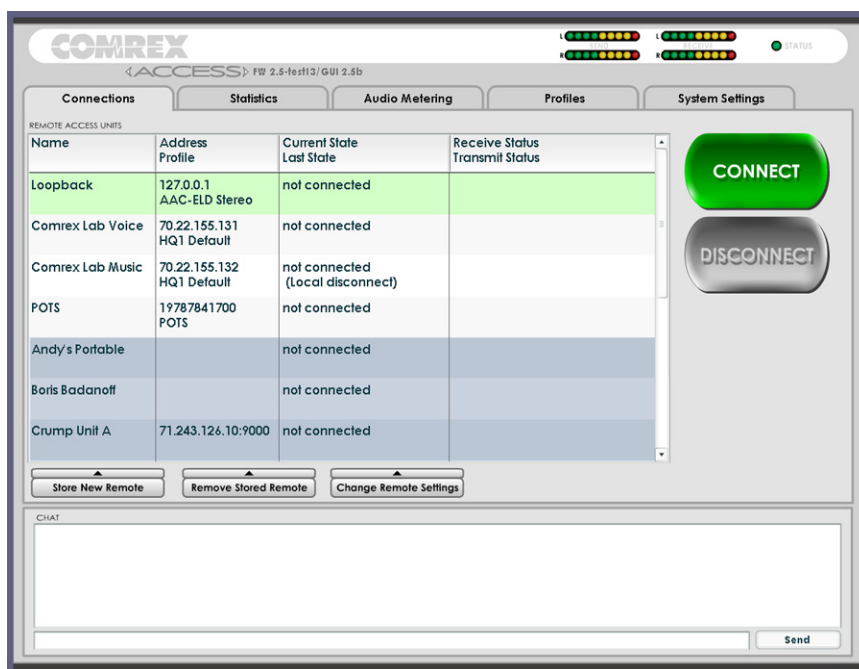 COMREX
ACCESS FW 2.5-test13/GUI 2.5b
L SEND R
L RECEIVE R
STATUS
Connections Statistics Audio Metering Profiles System Settings
REMOTE ACCESS UNITS
Name Address Current State Receive Status
Profile Last State Transmit Status
Loopback 127.0.0.1 not connected
AAC-ELD Stereo
Comrex Lab Voice 70.22.155.131 not connected
HQ1 Default
Comrex Lab Music 70.22.155.132 not connected
HQ1 Default (Local disconnect)
POTS 19787841700 not connected
POTS
Andy's Portable not connected
Boris Badanoff not connected
Crump Unit A 71.243.126.10:9000 not connected
CONNECT
DISCONNECT
Store New Remote Remove Stored Remote Change Remote Settings
CHAT
Send